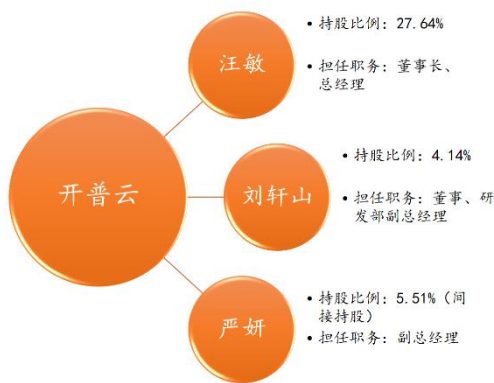 汪敏
• 持股比例：27.64%
• 担任职务：董事长、
总经理
开普云
刘轩山
• 持股比例：4.14%
• 担任职务：董事、研
发部副总经理
严妍
• 持股比例：5.51%（间
接持股）
• 担任职务：副总经理